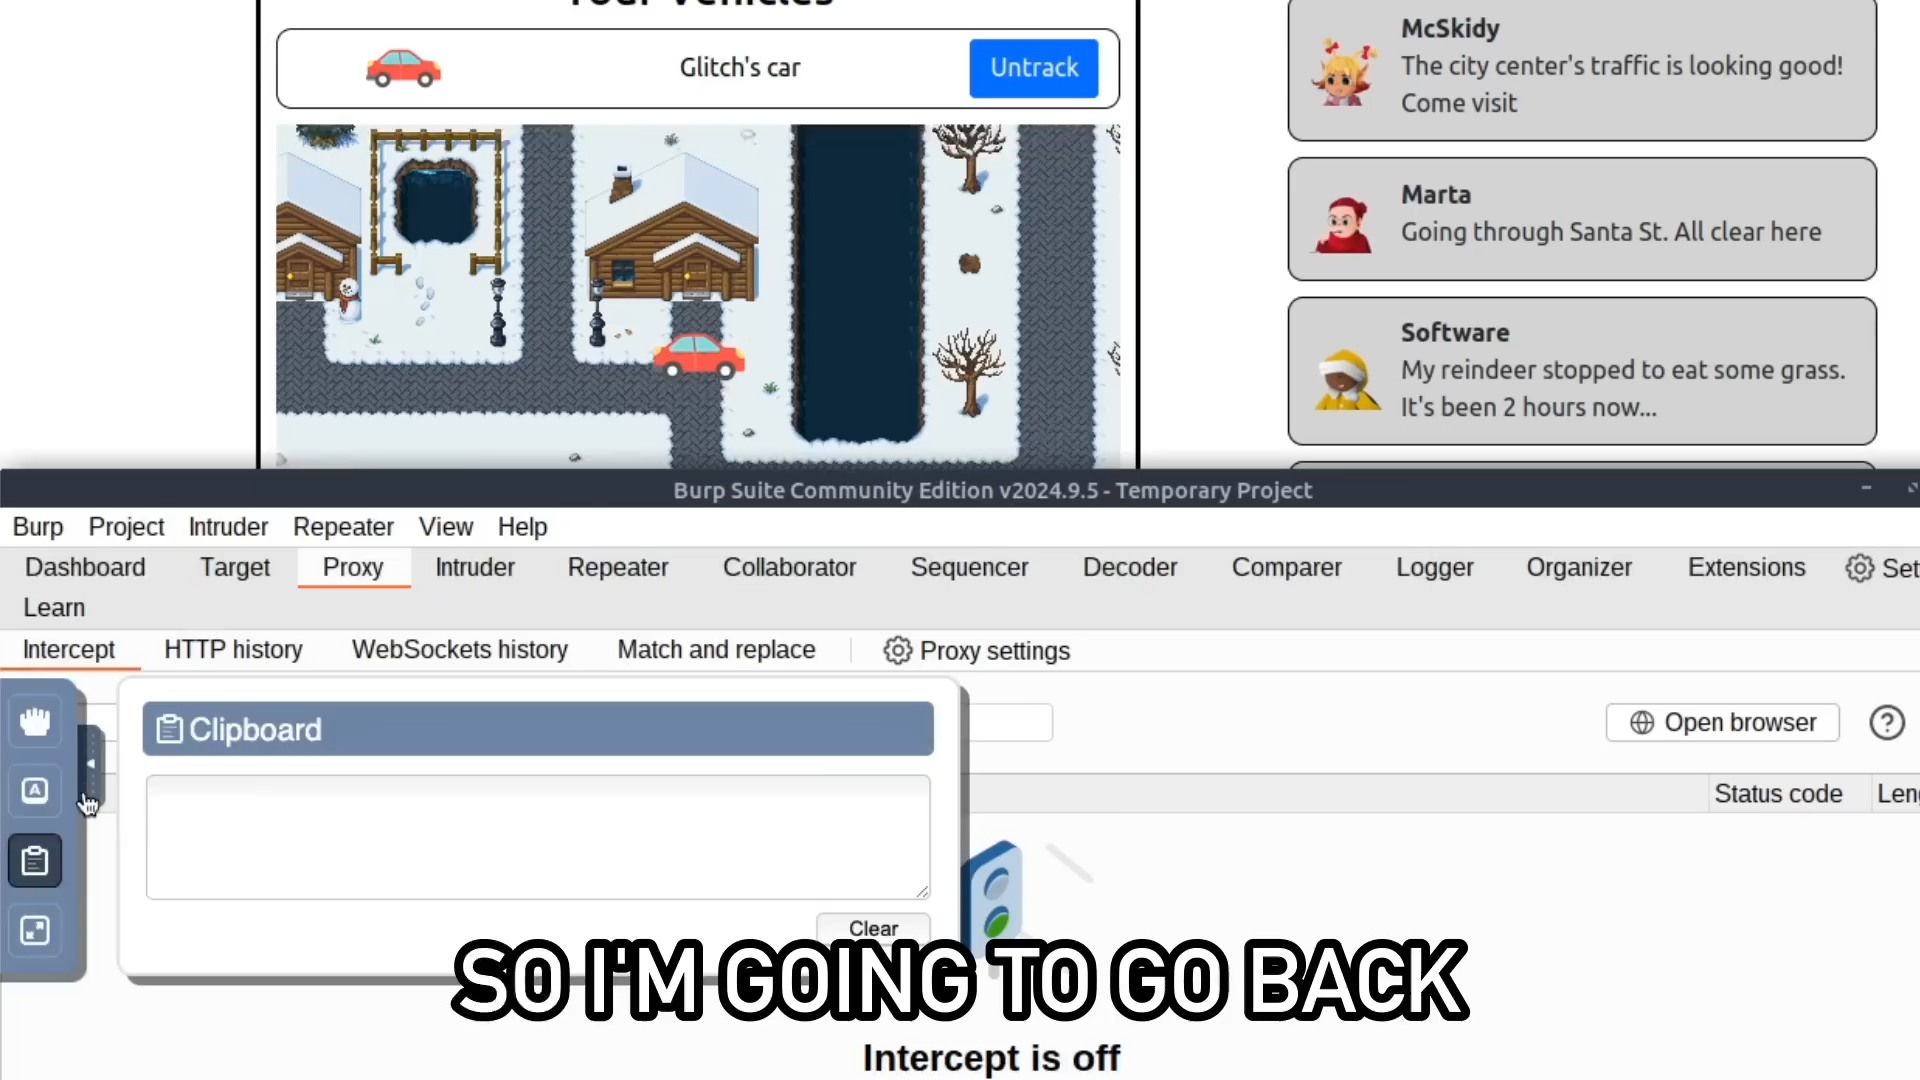 Your Vehicles
Glitch's car
Untrack
McSkidy
The city center's traffic is looking good!
Come visit
Marta
Going through Santa St. All clear here
Software
My reindeer stopped to eat some grass.
It's been 2 hours now...
Burp Suite Community Edition v2024.9.5 - Temporary Project
Burp Project Intruder Repeater View Help
Dashboard Target Proxy Intruder Repeater Collaborator Sequencer Decoder Comparer Logger Organizer Extensions Set
Learn
Intercept HTTP history WebSockets history Match and replace Proxy settings
Clipboard
Open browser
A
Status code Leng
Clear
SO I'M GOING TO GO BACK
Intercept is off